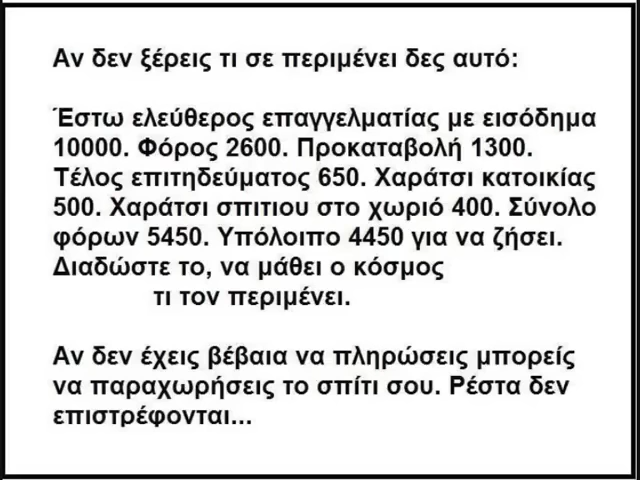 Αν δεν ξέρεις τι σε περιμένει δες αυτό:
Έστω ελεύθερος επαγγελματίας με εισόδημα
10000. Φόρος 2600. Προκαταβολή 1300.
Τέλος επιτηδεύματος 650. Χαράτσι κατοικίας
500. Χαράτσι σπιτιου στο χωριό 400. Σύνολο
φόρων 5450. Υπόλοιπο 4450 για να ζήσει.
Διαδώστε το, να μάθει ο κόσμος
τι τον περιμένει.
Αν δεν έχεις βέβαια να πληρώσεις μπορείς
να παραχωρήσεις το σπίτι σου. Ρέστα δεν
επιστρέφονται...